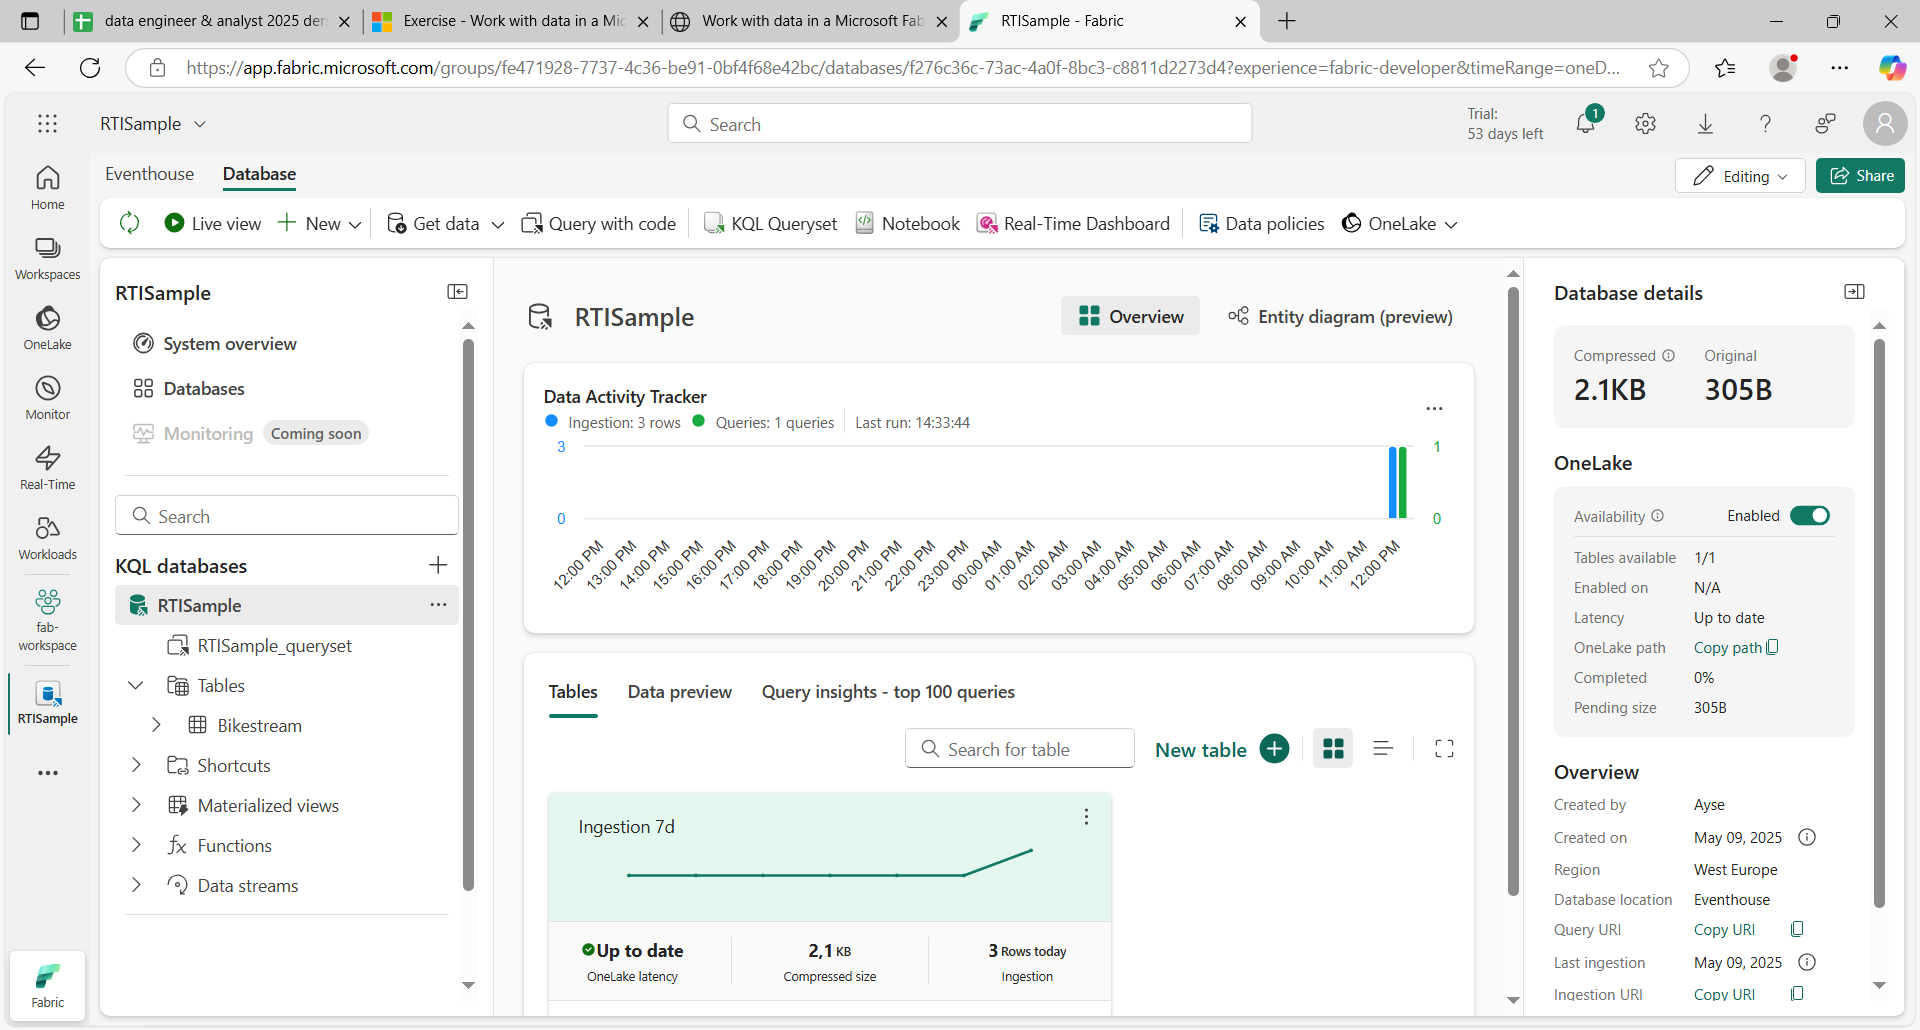 data engineer & analyst 2025 der
Exercise - Work with data in a Mic
Work with data in a Microsoft Fab
RTISample - Fabric
https://app.fabric.microsoft.com/groups/fe471928-7737-4c36-be91-0bf4f68e42bc/databases/f276c36c-73ac-4a0f-8bc3-c8811d2273d4?experience=fabric-developer&timeRange=oneD...
RTISample
Search
Trial:
53 days left
1
Home
Workspaces
OneLake
Monitor
Real-Time
Workloads
fab-
workspace
RTISample
Fabric
Eventhouse
Database
Editing
Share
Live view
New
Get data
Query with code
KQL Queryset
Notebook
Real-Time Dashboard
Data policies
OneLake
RTISample
System overview
Databases
Monitoring
Coming soon
Search
KQL databases
RTISample
RTISample_queryset
Tables
Bikestream
Shortcuts
Materialized views
Functions
Data streams
RTISample
Overview
Entity diagram (preview)
Data Activity Tracker
Ingestion: 3 rows
Queries: 1 queries
Last run: 14:33:44
3
1
0
0
12:00 PM
13:00 PM
14:00 PM
15:00 PM
16:00 PM
17:00 PM
18:00 PM
19:00 PM
20:00 PM
21:00 PM
22:00 PM
23:00 PM
00:00 AM
01:00 AM
02:00 AM
03:00 AM
04:00 AM
05:00 AM
06:00 AM
07:00 AM
08:00 AM
09:00 AM
10:00 AM
11:00 AM
12:00 PM
Tables
Data preview
Query insights - top 100 queries
Search for table
New table
Ingestion 7d
Up to date
OneLake latency
2,1 KB
Compressed size
3 Rows today
Ingestion
Database details
Compressed
Original
2.1KB
305B
OneLake
Availability
Enabled
Tables available 1/1
Enabled on N/A
Latency Up to date
OneLake path Copy path
Completed 0%
Pending size 305B
Overview
Created by Ayse
Created on May 09, 2025
Region West Europe
Database location Eventhouse
Query URI Copy URI
Last ingestion May 09, 2025
Ingestion URI Copy URI